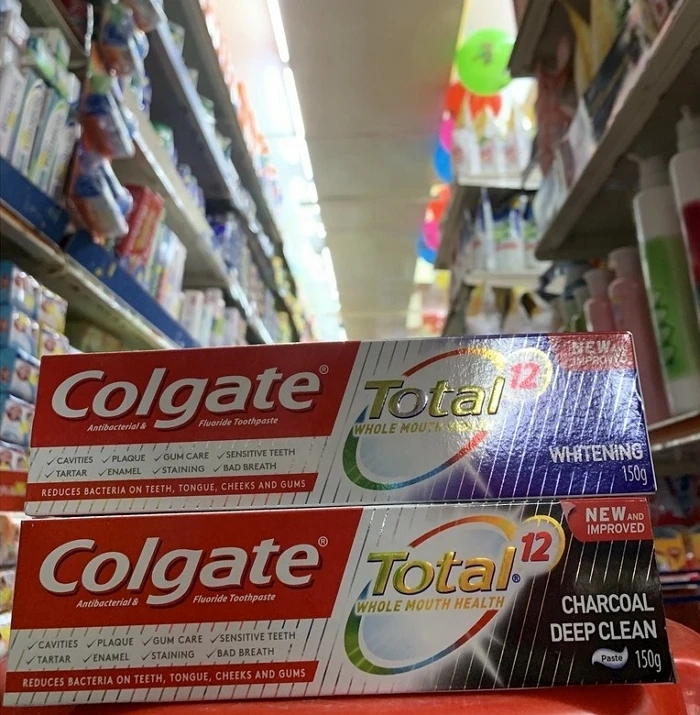 Colgate®
Antibacterial & Fluoride Toothpaste
✓CAVITIES ✓PLAQUE ✓GUM CARE ✓SENSITIVE TEETH
✓TARTAR ✓ENAMEL ✓STAINING ✓BAD BREATH
REDUCES BACTERIA ON TEETH, TONGUE, CHEEKS AND GUMS
Total 12
WHOLE MOUTH HEALTH
NEW AND
IMPROVED
WHITENING
150g
Colgate®
Antibacterial & Fluoride Toothpaste
✓CAVITIES ✓PLAQUE ✓GUM CARE ✓SENSITIVE TEETH
✓TARTAR ✓ENAMEL ✓STAINING ✓BAD BREATH
REDUCES BACTERIA ON TEETH, TONGUE, CHEEKS AND GUMS
Total® 12
WHOLE MOUTH HEALTH
NEW AND
IMPROVED
CHARCOAL
DEEP CLEAN
Paste 150g